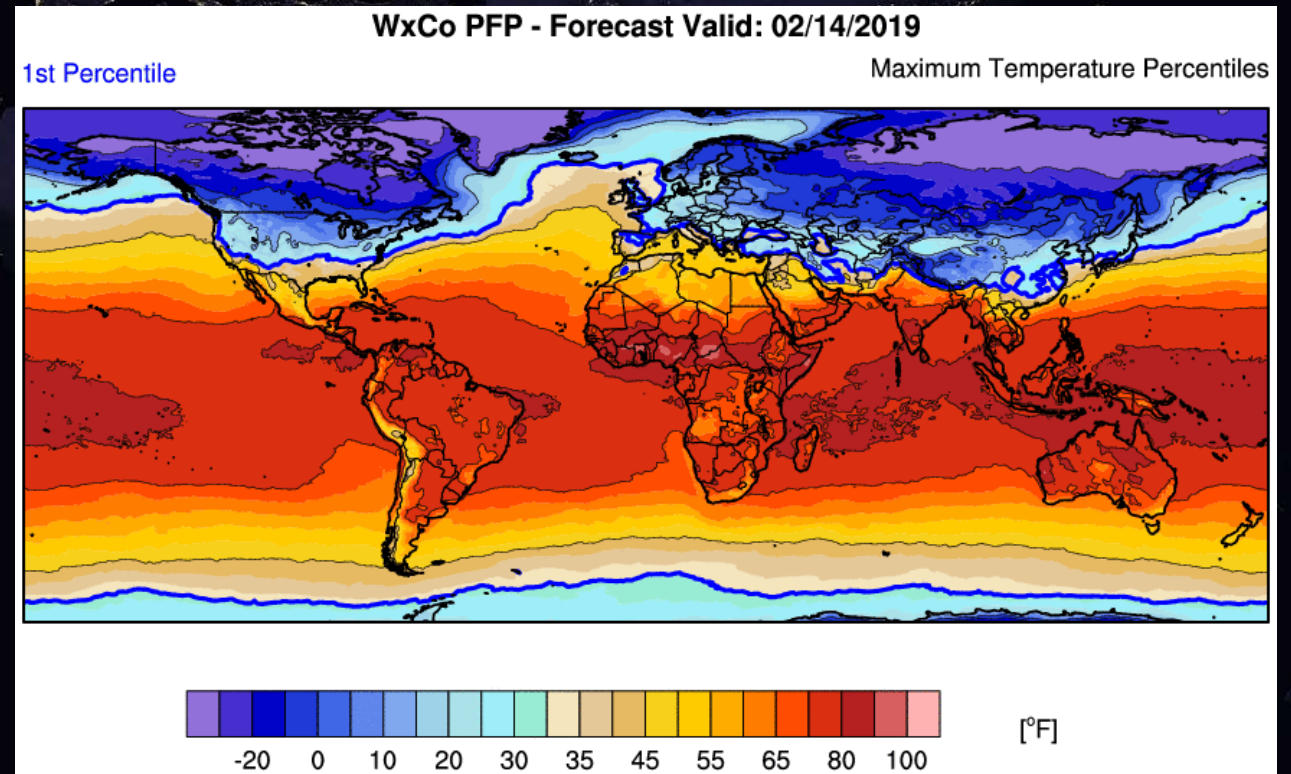 WxCo PFP - Forecast Valid: 02/14/2019
1st Percentile
Maximum Temperature Percentiles
-20 0 10 20 30 35 45 55 65 80 100
[°F]